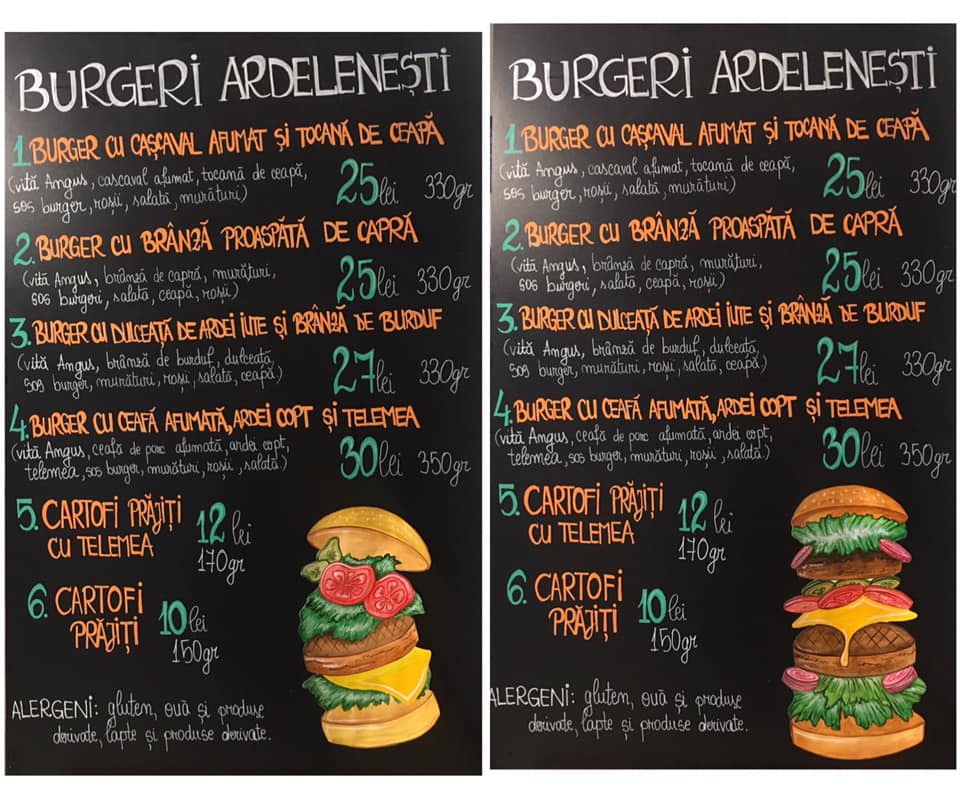 BURGERI ARDELENEȘTI
1. BURGER CU CAȘCAVAL AFUMAT ȘI TOCANĂ DE CEAPĂ
(vită Angus, cascaval afumat, tocană de ceapă,
sos burger, roșii, salată, murături)
25 lei 330gr
2. BURGER CU BRÂNZĂ PROASPĂTĂ DE CAPRĂ
(vită Angus, brânză de capră, murături,
sos burgeri, salată, ceapă, roșii)
25 lei 330gr
3. BURGER CU DULCEAȚĂ DE ARDEI IUTE ȘI BRÂNZĂ DE BURDUF
(vită Angus, brânză de burduf, dulceață,
sos burger, murături, roșii, salată, ceapă)
27 lei 330gr
4. BURGER CU CEAFĂ AFUMATĂ, ARDEI COPT ȘI TELEMEA
(vită Angus, ceafă de porc afumată, ardei copt,
telemea, sos burger, murături, roșii, salată)
30 lei 350gr
5. CARTOFI PRĂJIȚI
CU TELEMEA
12 lei
170gr
6. CARTOFI
PRĂJIȚI
10 lei
150gr
ALERGENI: gluten, ouă și produse
derivate, lapte și produse derivate.
BURGERI ARDELENEȘTI
1. BURGER CU CAȘCAVAL AFUMAT ȘI TOCANĂ DE CEAPĂ
(vită Angus, cascaval afumat, tocană de ceapă,
sos burger, roșii, salată, murături)
25 lei 330gr
2. BURGER CU BRÂNZĂ PROASPĂTĂ DE CAPRĂ
(vită Angus, brânză de capră, murături,
sos burgeri, salată, ceapă, roșii)
25 lei 330gr
3. BURGER CU DULCEAȚĂ DE ARDEI IUTE ȘI BRÂNZĂ DE BURDUF
(vită Angus, brânză de burduf, dulceață,
sos burger, murături, roșii, salată, ceapă)
27 lei 330gr
4. BURGER CU CEAFĂ AFUMATĂ, ARDEI COPT ȘI TELEMEA
(vită Angus, ceafă de porc afumată, ardei copt,
telemea, sos burger, murături, roșii, salată)
30 lei 350gr
5. CARTOFI PRĂJIȚI
CU TELEMEA
12 lei
170gr
6. CARTOFI
PRĂJIȚI
10 lei
150gr
ALERGENI: gluten, ouă și produse
derivate, lapte și produse derivate.